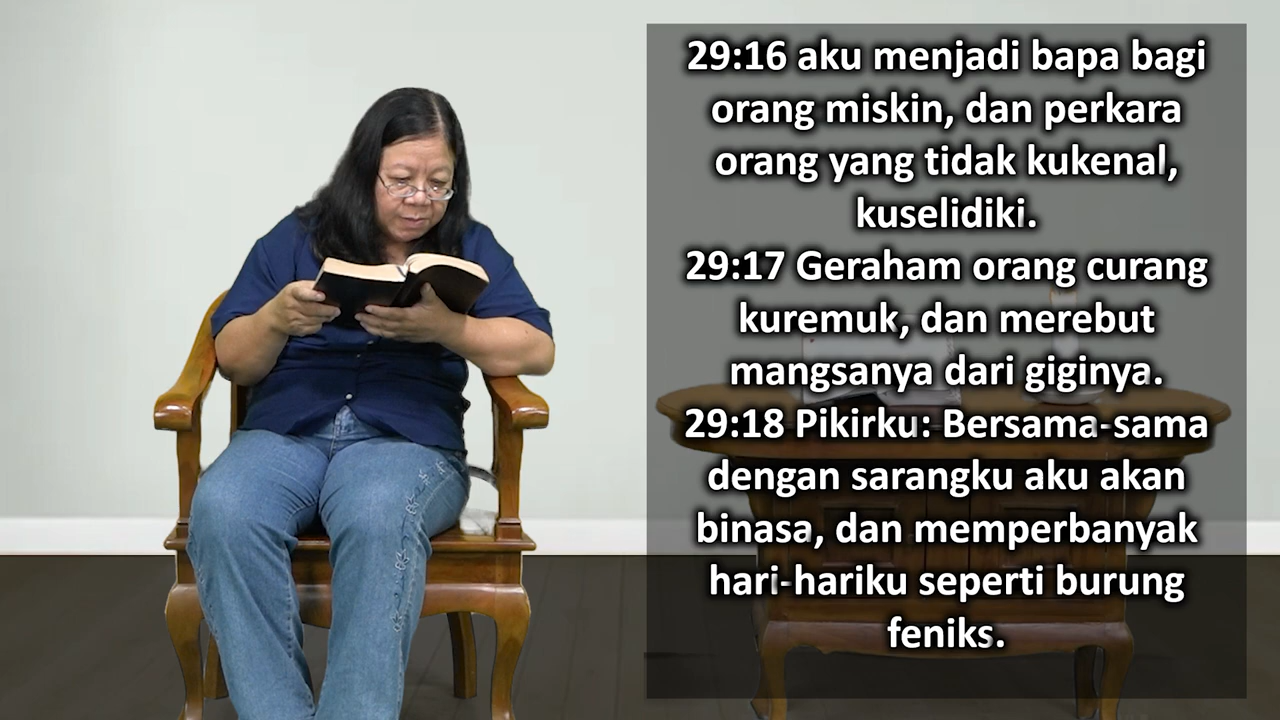 29:16 aku menjadi bapa bagi
orang miskin, dan perkara
orang yang tidak kukenal,
kuselidiki.
29:17 Geraham orang curang
kuremuk, dan merebut
mangsanya dari giginya.
29:18 Pikirku: Bersama-sama
dengan sarangku aku akan
binasa, dan memperbanyak
hari-hariku seperti burung
feniks.